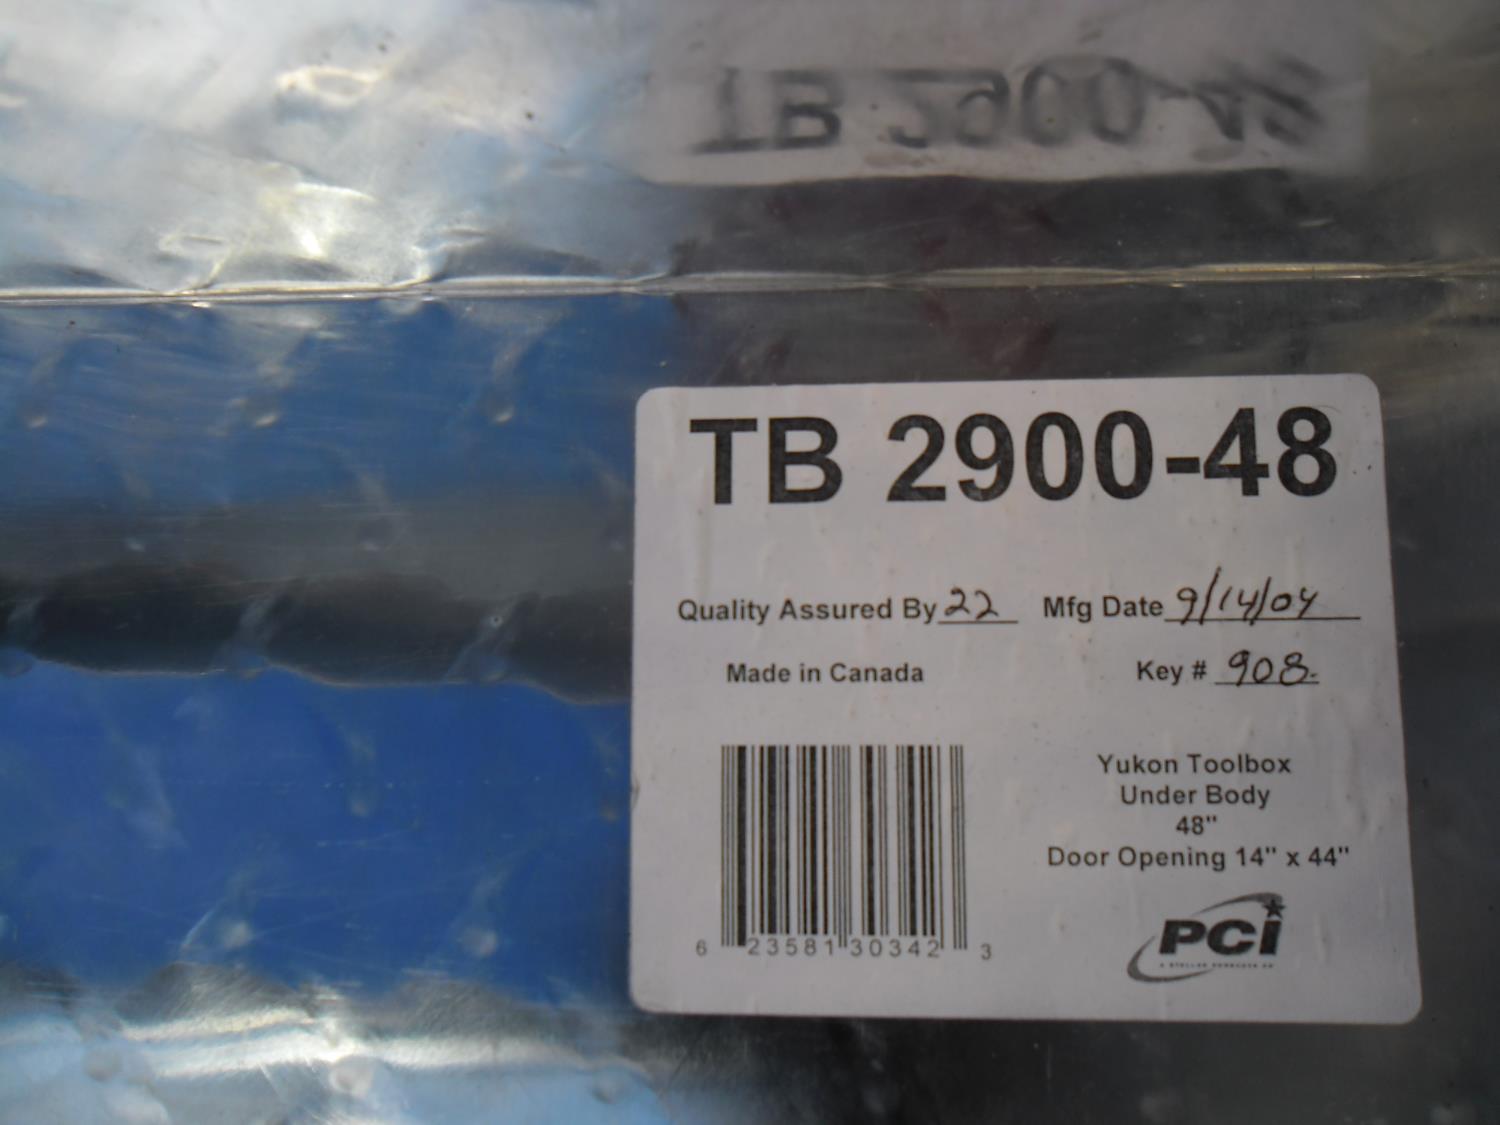 TB 2900-48
TB 2900-48
Quality Assured By 22 Mfg Date 9/14/04
Made in Canada Key # 908
Yukon Toolbox
Under Body
48"
Door Opening 14" x 44"
6 23581 30342 3
PCI